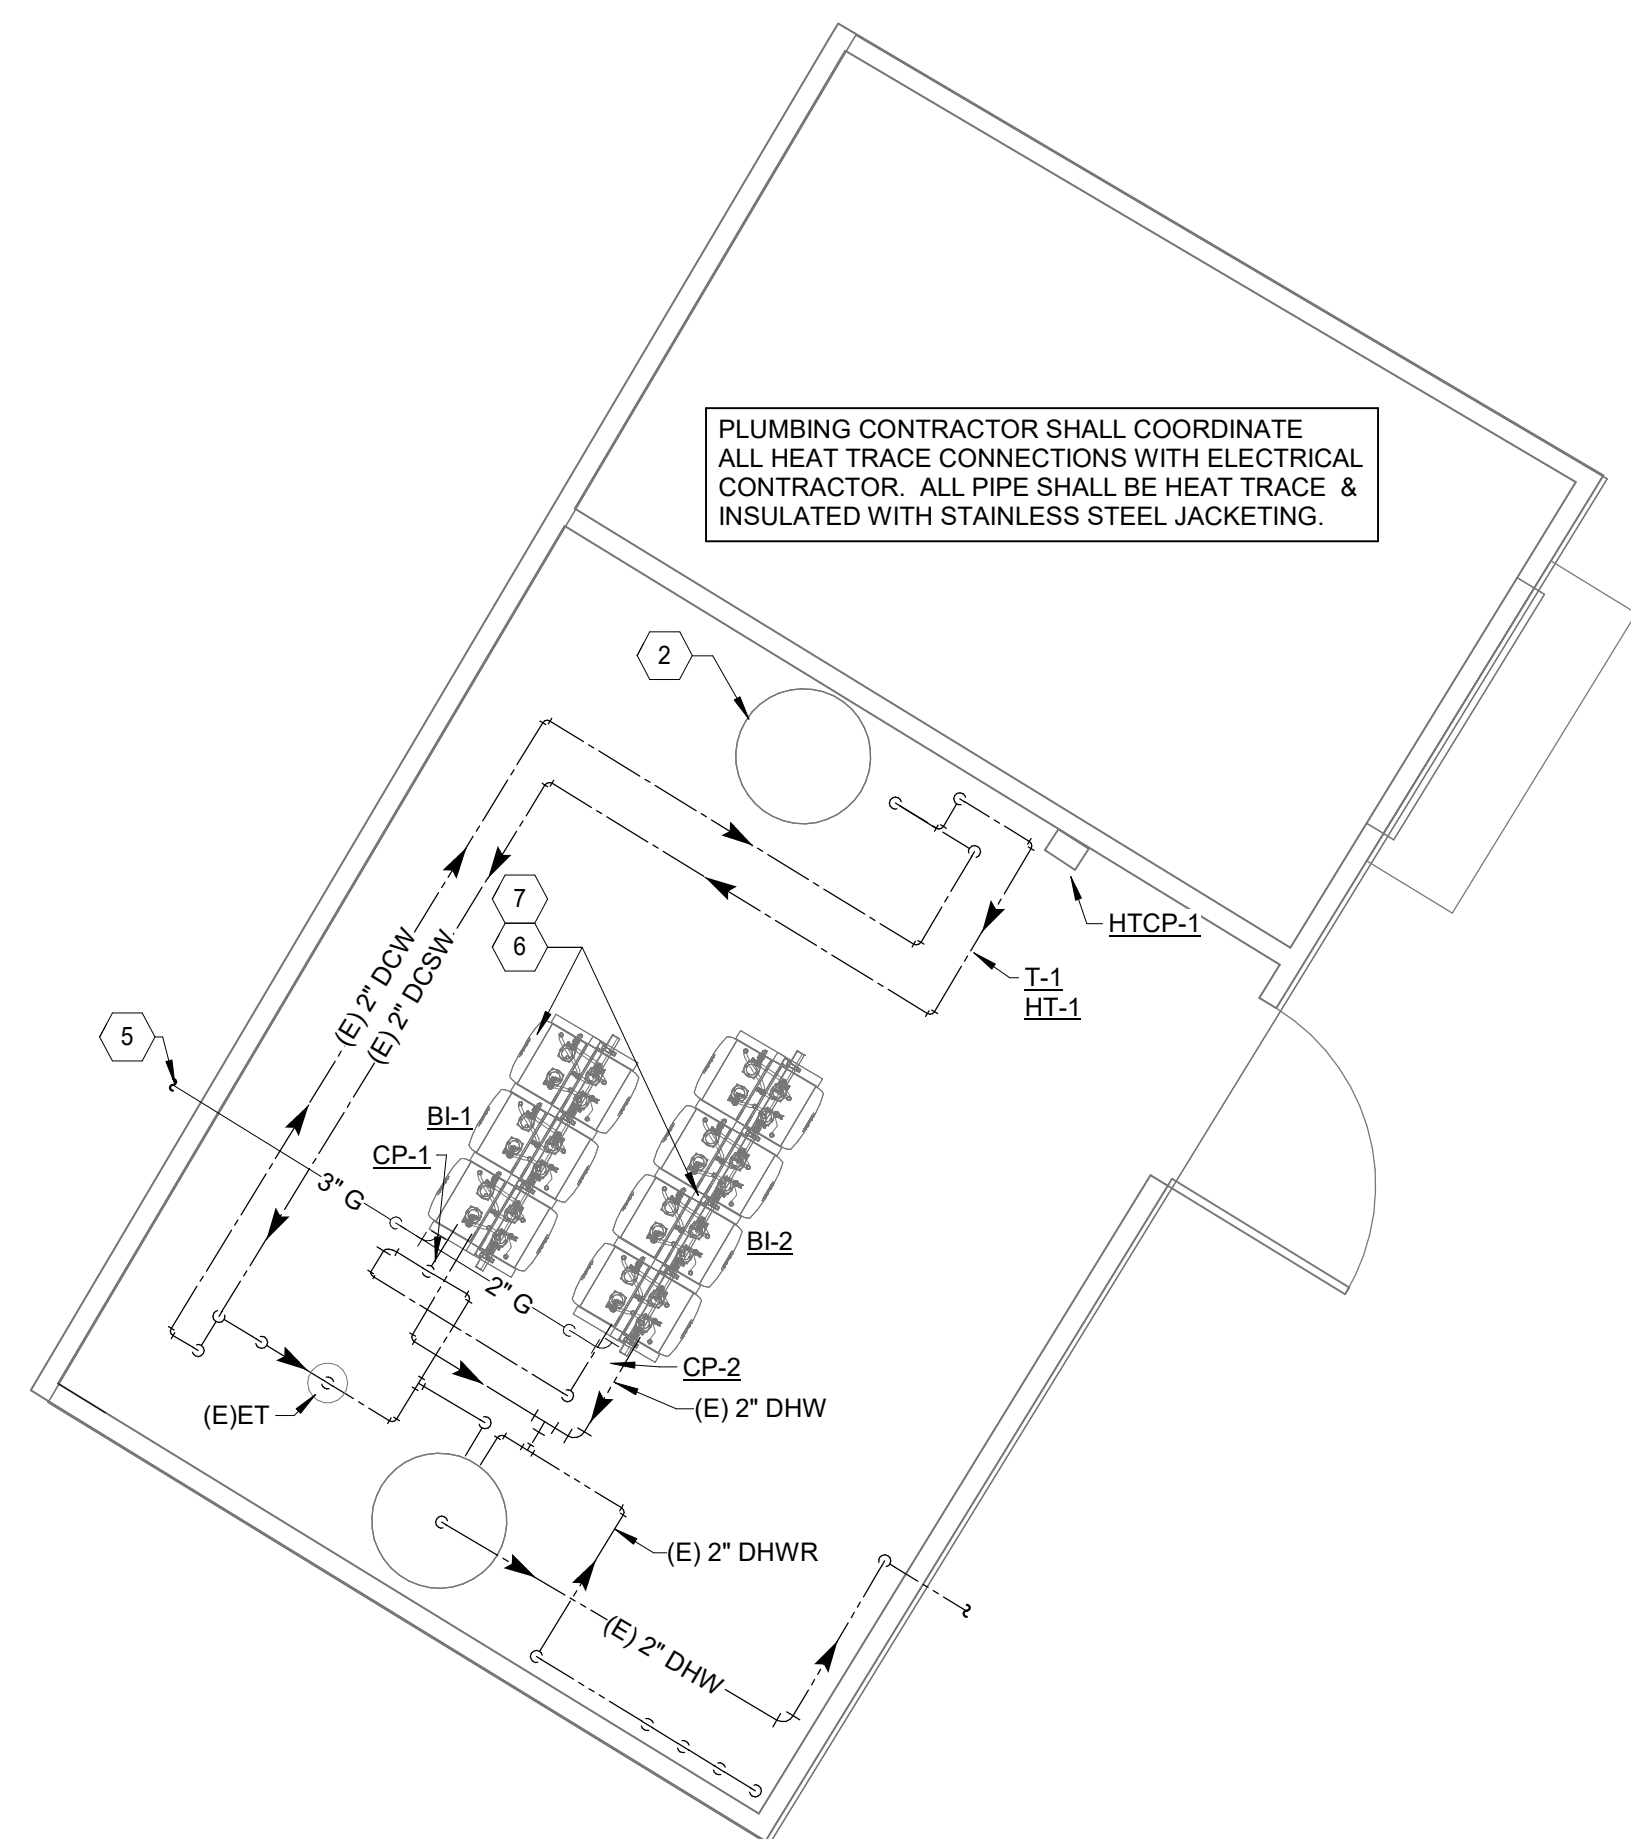 PLUMBING CONTRACTOR SHALL COORDINATE
ALL HEAT TRACE CONNECTIONS WITH ELECTRICAL
CONTRACTOR. ALL PIPE SHALL BE HEAT TRACE &
INSULATED WITH STAINLESS STEEL JACKETING.
2
7
6
HTCP-1
T-1
HT-1
(E) 2" DCW
(E) 2" DCSW
5
BI-1
CP-1
3" G
BI-2
2" G
CP-2
(E) 2" DHW
(E)ET
(E) 2" DHWR
(E) 2" DHW